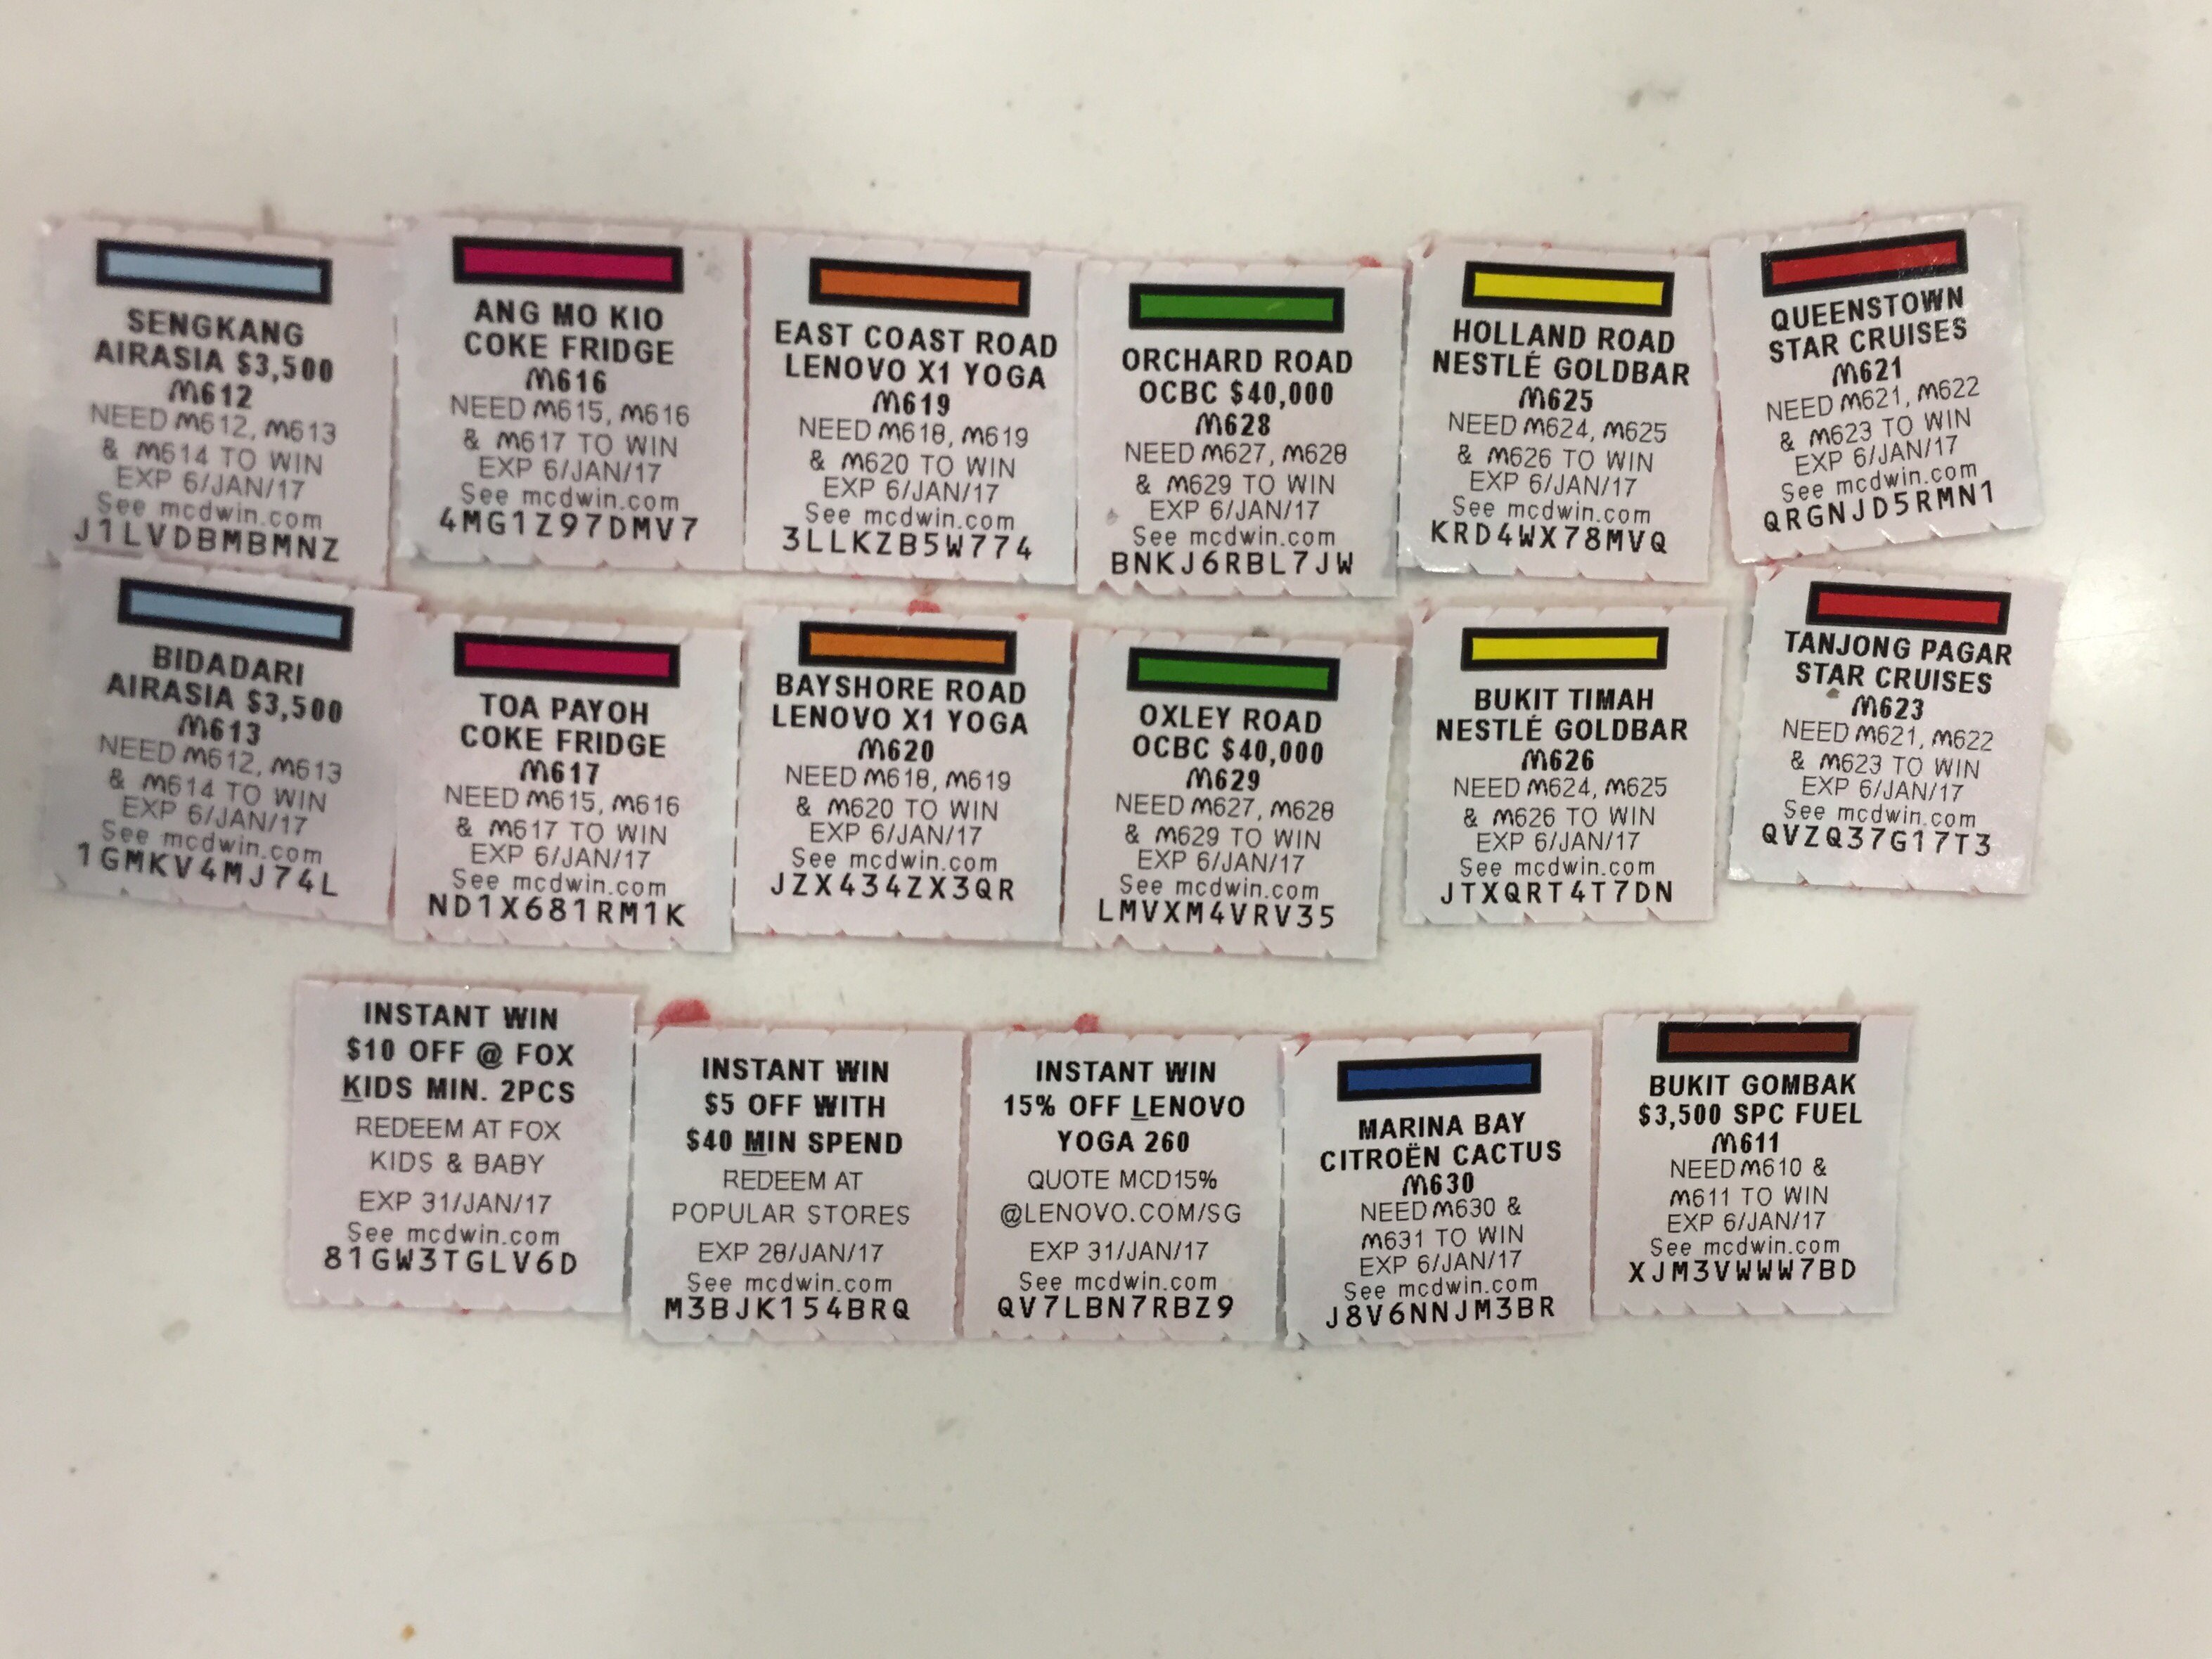 SENGKANG
AIRASIA $3,500
M612
NEED M612, M613
& M614 TO WIN
EXP 6/JAN/17
See mcdwin.com
J1LVDBMBMNZ
ANG MO KIO
COKE FRIDGE
M616
NEED M615, M616
& M617 TO WIN
EXP 6/JAN/17
See mcdwin.com
4MG1Z97DMV7
EAST COAST ROAD
LENOVO X1 YOGA
M619
NEED M618, M619
& M620 TO WIN
EXP 6/JAN/17
See mcdwin.com
3LLKZB5W774
ORCHARD ROAD
OCBC $40,000
M628
NEED M627, M628
& M629 TO WIN
EXP 6/JAN/17
See mcdwin.com
BNKJ6RBL7JW
HOLLAND ROAD
NESTLÉ GOLDBAR
M625
NEED M624, M625
& M626 TO WIN
EXP 6/JAN/17
See mcdwin.com
KRD4WX78MVQ
QUEENSTOWN
STAR CRUISES
M621
NEED M621, M622
& M623 TO WIN
EXP 6/JAN/17
See mcdwin.com
QRGNJD5RMN1
BIDADARI
AIRASIA $3,500
M613
NEED M612, M613
& M614 TO WIN
EXP 6/JAN/17
See mcdwin.com
1GMKV4MJ74L
TOA PAYOH
COKE FRIDGE
M617
NEED M615, M616
& M617 TO WIN
EXP 6/JAN/17
See mcdwin.com
ND1X681RM1K
BAYSHORE ROAD
LENOVO X1 YOGA
M620
NEED M618, M619
& M620 TO WIN
EXP 6/JAN/17
See mcdwin.com
JZX434ZX3QR
OXLEY ROAD
OCBC $40,000
M629
NEED M627, M628
& M629 TO WIN
EXP 6/JAN/17
See mcdwin.com
LMVXM4VRV35
BUKIT TIMAH
NESTLÉ GOLDBAR
M626
NEED M624, M625
& M626 TO WIN
EXP 6/JAN/17
See mcdwin.com
JTXQRT4T7DN
TANJONG PAGAR
STAR CRUISES
M623
NEED M621, M622
& M623 TO WIN
EXP 6/JAN/17
See mcdwin.com
QVZQ37G17T3
INSTANT WIN
$10 OFF @ FOX
KIDS MIN. 2PCS
REDEEM AT FOX
KIDS & BABY
EXP 31/JAN/17
See mcdwin.com
81GW3TGLV6D
INSTANT WIN
$5 OFF WITH
$40 MIN SPEND
REDEEM AT
POPULAR STORES
EXP 28/JAN/17
See mcdwin.com
M3BJK154BRQ
INSTANT WIN
15% OFF LENOVO
YOGA 260
QUOTE MCD15%
@LENOVO.COM/SG
EXP 31/JAN/17
See mcdwin.com
QV7LBN7RBZ9
MARINA BAY
CITROËN CACTUS
M630
NEED M630 &
M631 TO WIN
EXP 6/JAN/17
See mcdwin.com
J8V6NNJM3BR
BUKIT GOMBAK
$3,500 SPC FUEL
M611
NEED M610 &
M611 TO WIN
EXP 6/JAN/17
See mcdwin.com
XJM3VWWW7BD